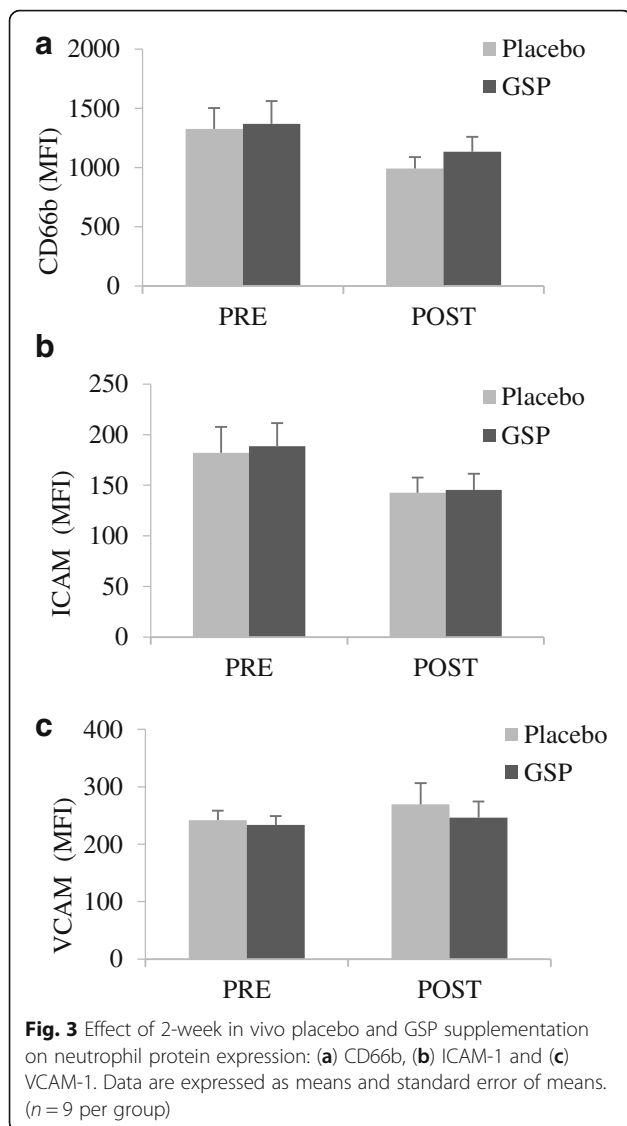 a
2000
1500
1000
500
0
CD66b (MFI)
Placebo
GSP
PRE POST
b
250
200
150
100
50
0
ICAM (MFI)
Placebo
GSP
PRE POST
c
400
300
200
100
0
VCAM (MFI)
Placebo
GSP
PRE POST
Fig. 3 Effect of 2-week in vivo placebo and GSP supplementation
on neutrophil protein expression: (a) CD66b, (b) ICAM-1 and (c)
VCAM-1. Data are expressed as means and standard error of means.
(n = 9 per group)